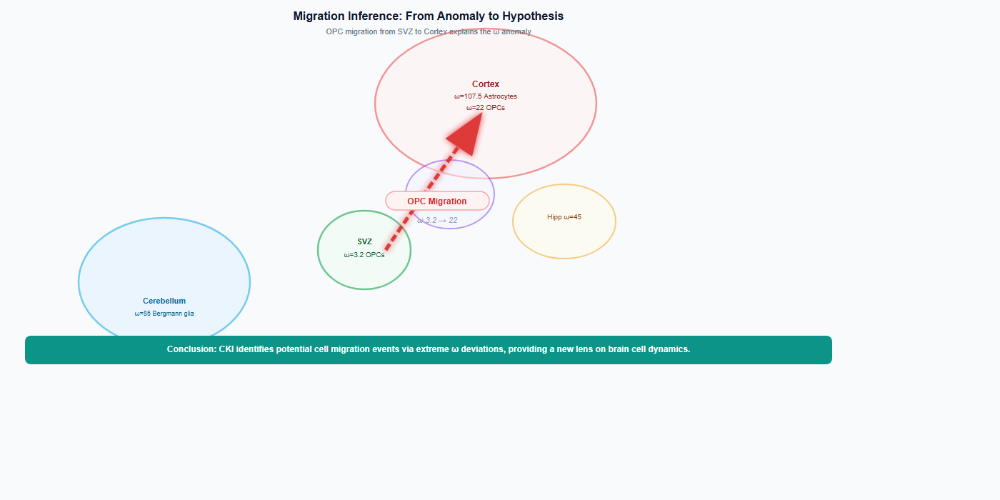 Migration Inference: From Anomaly to Hypothesis
OPC migration from SVZ to Cortex explains the ω anomaly
Cortex
ω=107.5 Astrocytes
ω=22 OPCs
OPC Migration
ω 3.2 → 22
Hipp ω=45
SVZ
ω=3.2 OPCs
Cerebellum
ω=85 Bergmann glia
Conclusion: CKI identifies potential cell migration events via extreme ω deviations, providing a new lens on brain cell dynamics.